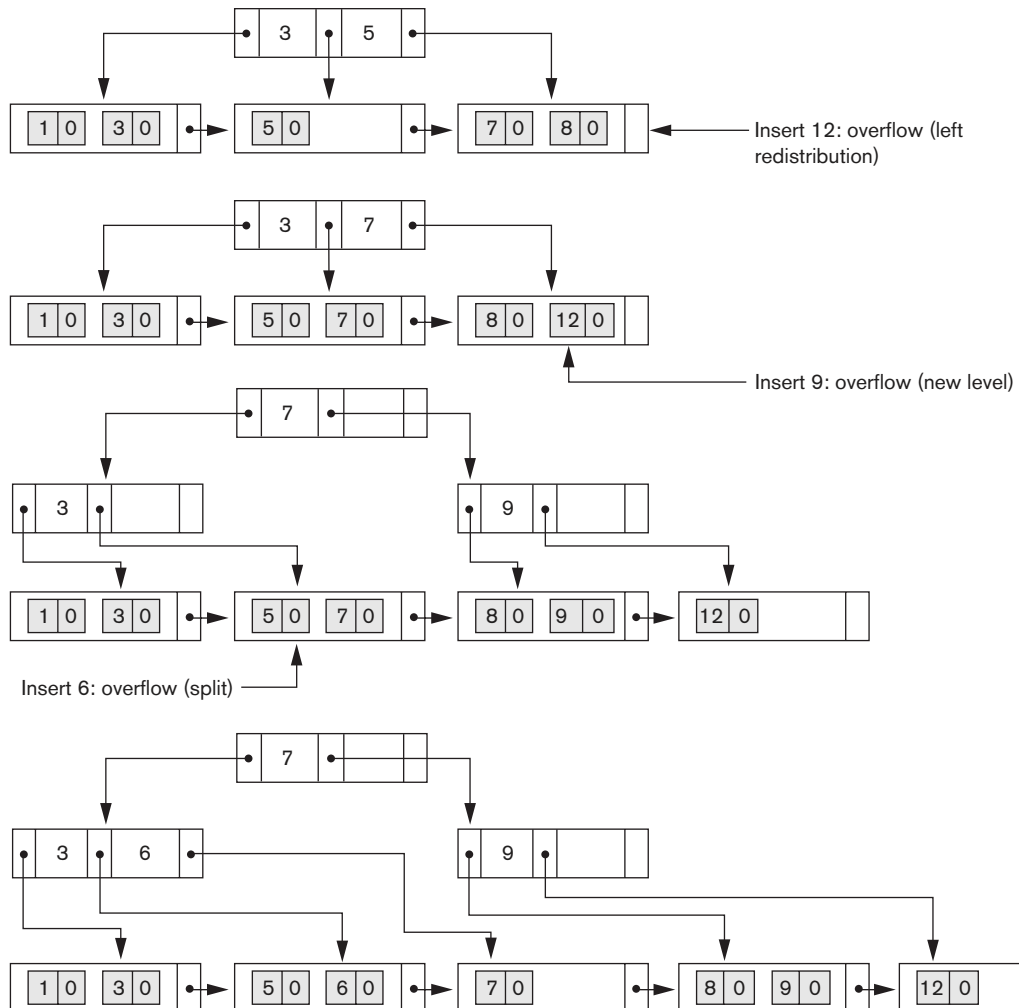 3 5
1 0 3 0 5 0 7 0 8 0
Insert 12: overflow (left
redistribution)
3 7
1 0 3 0 5 0 7 0 8 0 12 0
Insert 9: overflow (new level)
7
3 9
1 0 3 0 5 0 7 0 8 0 9 0 12 0
Insert 6: overflow (split)
7
3 6 9
1 0 3 0 5 0 6 0 7 0 8 0 9 0 12 0